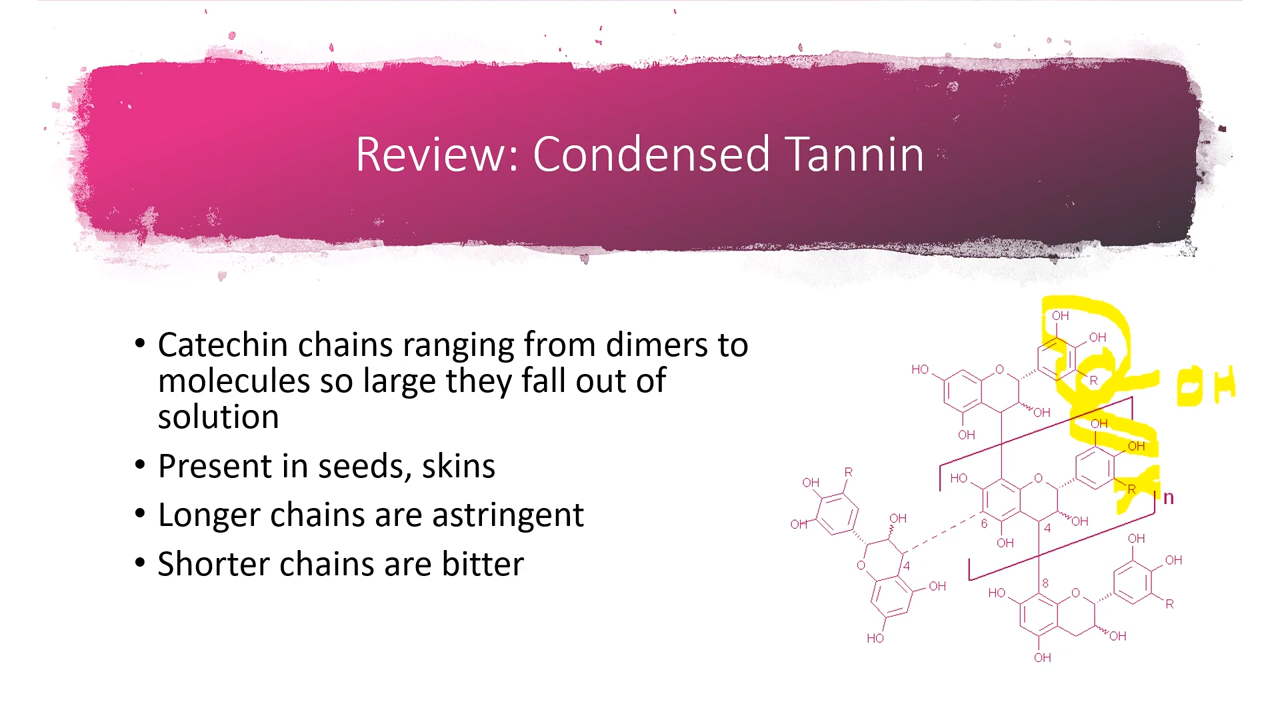 Review: Condensed Tannin
• Catechin chains ranging from dimers to
molecules so large they fall out of
solution
• Present in seeds, skins
• Longer chains are astringent
• Shorter chains are bitter
OH
OH
HO
O
R
OH
OH
OH
OH
HO
O
R
n
6
4
OH
OH
R
OH
OH
OH
O
4
OH
HO
8
OH
OH
HO
O
R
OH
OH